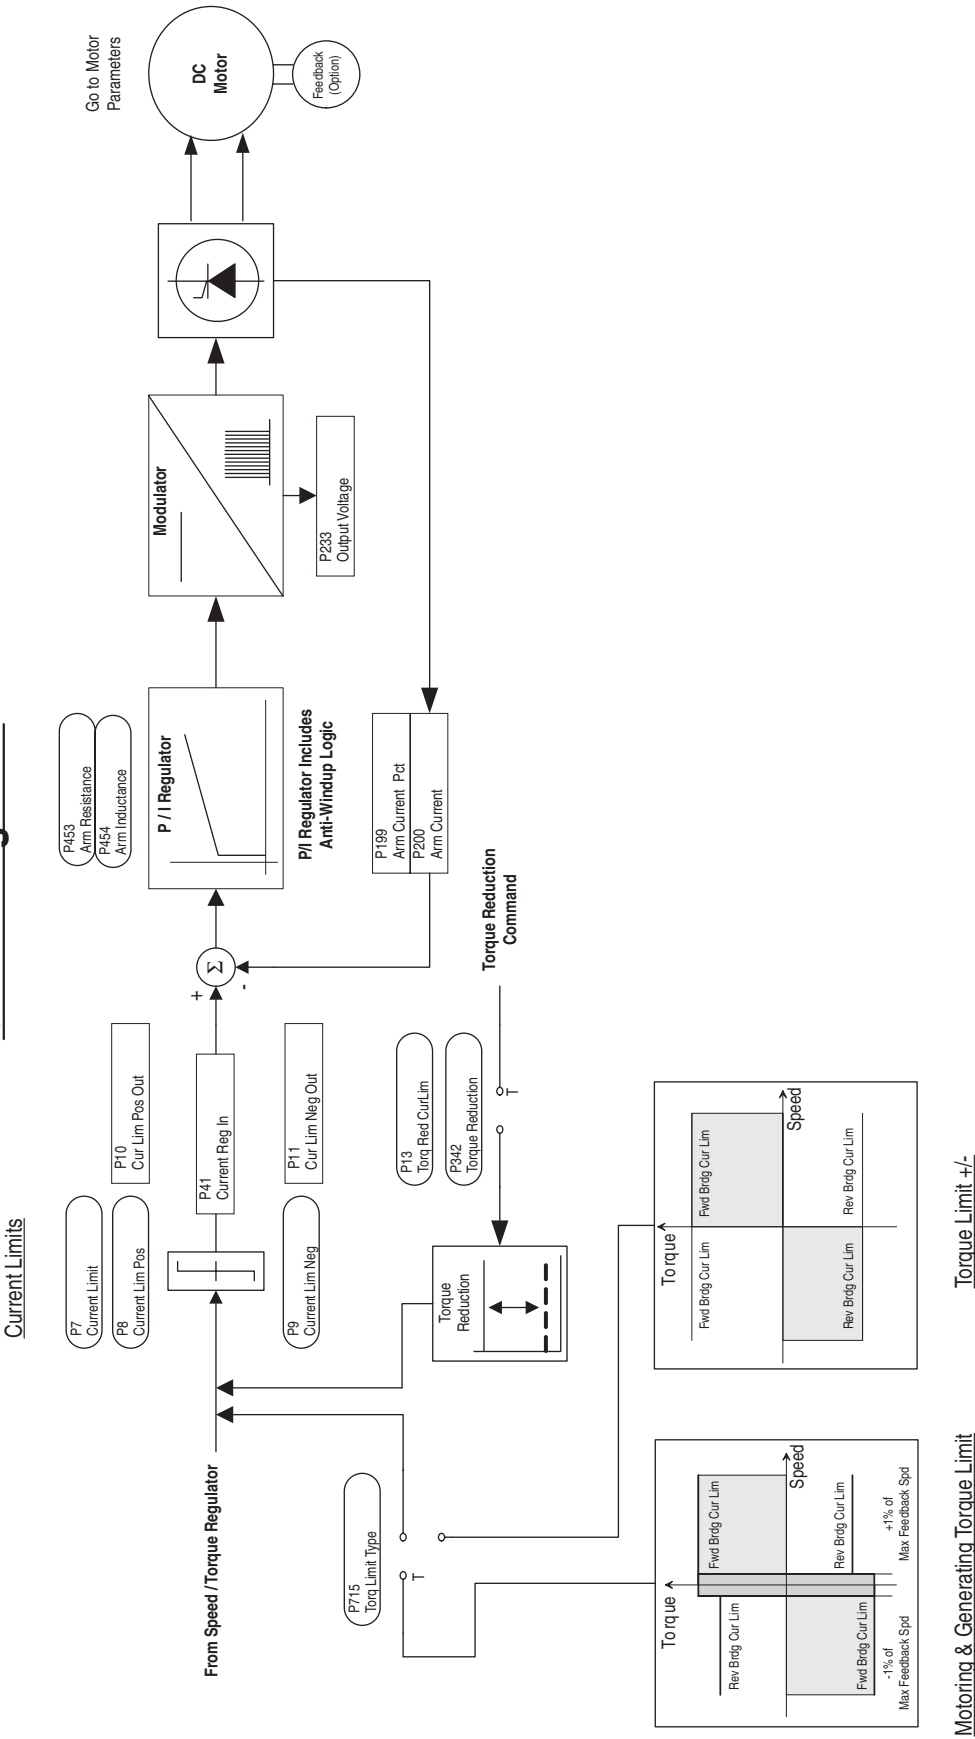 Current Limits
P7
Current Limit
P8
Current Lim Pos
P10
Cur Lim Pos Out
P453
Arm Resistance
P454
Arm Inductance
Go to Motor
Parameters
From Speed / Torque Regulator
P41
Current Reg In
+
-
Σ
P / I Regulator
Modulator
DC
Motor
Feedback
(Option)
P9
Current Lim Neg
P11
Cur Lim Neg Out
P/I Regulator Includes
Anti-Windup Logic
P233
Output Voltage
P715
Torq Limit Type
T
Torque
Reduction
P13
Torq Red CurLim
P342
Torque Reduction
T
Torque Reduction
Command
P199
Arm Current Pct
P200
Arm Current
Torque
Speed
Rev Brdg Cur Lim
Fwd Brdg Cur Lim
Fwd Brdg Cur Lim
Rev Brdg Cur Lim
-1% of
Max Feedback Spd
+1% of
Max Feedback Spd
Motoring & Generating Torque Limit
Torque
Speed
Fwd Brdg Cur Lim
Fwd Brdg Cur Lim
Rev Brdg Cur Lim
Rev Brdg Cur Lim
Torque Limit +/-